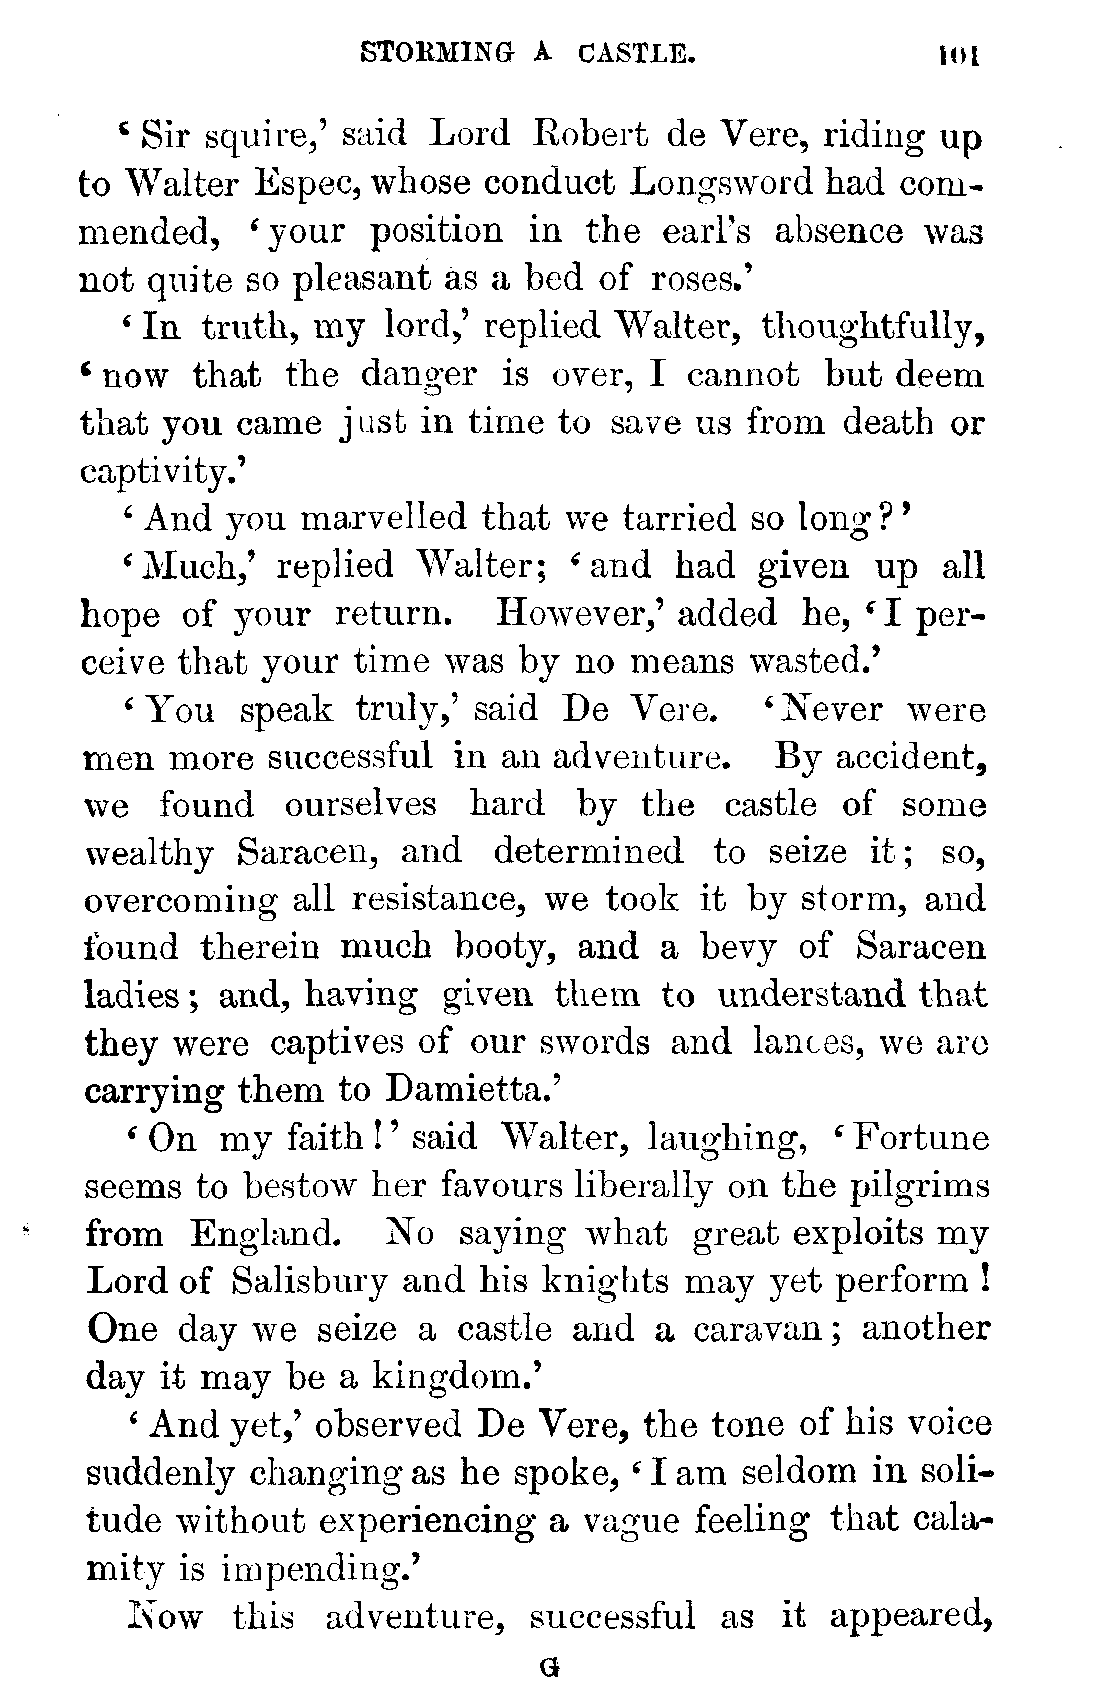 STORMING A CASTLE. 101
‘ Sir squire,’ said Lord Robert de Vere, riding up
to Walter Espec, whose conduct Longsword had com-
mended, ‘ your position in the earl’s absence was
not quite so pleasant as a bed of roses.’
‘ In truth, my lord,’ replied Walter, thoughtfully,
‘ now that the danger is over, I cannot but deem
that you came just in time to save us from death or
captivity.’
‘ And you marvelled that we tarried so long ? ’
‘ Much,’ replied Walter; ‘ and had given up all
hope of your return. However,’ added he, ‘ I per-
ceive that your time was by no means wasted.’
‘ You speak truly,’ said De Vere. ‘ Never were
men more successful in an adventure. By accident,
we found ourselves hard by the castle of some
wealthy Saracen, and determined to seize it ; so,
overcoming all resistance, we took it by storm, and
found therein much booty, and a bevy of Saracen
ladies ; and, having given them to understand that
they were captives of our swords and lances, we are
carrying them to Damietta.’
‘ On my faith ! ’ said Walter, laughing, ‘ Fortune
seems to bestow her favours liberally on the pilgrims
from England. No saying what great exploits my
Lord of Salisbury and his knights may yet perform !
One day we seize a castle and a caravan ; another
day it may be a kingdom.’
‘ And yet,’ observed De Vere, the tone of his voice
suddenly changing as he spoke, ‘ I am seldom in soli-
tude without experiencing a vague feeling that cala-
mity is impending.’
Now this adventure, successful as it appeared,
G